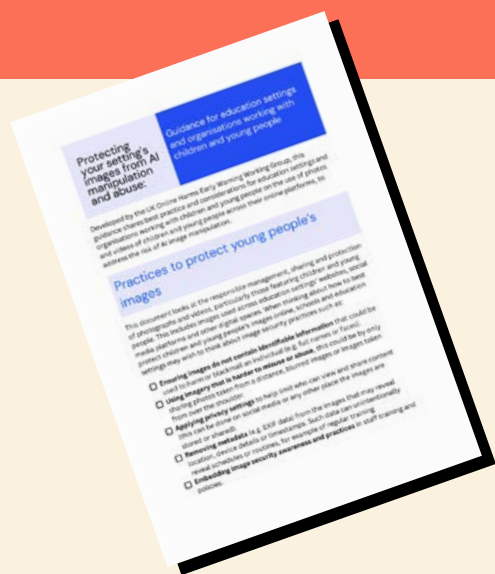 Protecting
your setting's
images from AI
manipulation
and abuse:
Guidance for education settings
and organisations working with
children and young people
Developed by the UK Online Harms Early Warning Working Group, this
guidance shares best practice and considerations for education settings and
organisations working with children and young people on the use of photos
and videos of children and young people across their online platforms, to
address the risk of AI image manipulation.
Practices to protect young people's
images
This document looks at the responsible management, sharing and protection
of photographs and videos, particularly those featuring children and young
people. This includes images used across education settings' websites, social
media platforms and other digital spaces. When thinking about how to best
protect children and young people's images online, schools and education
settings may wish to think about image security practices such as:
Ensuring images do not contain identifiable information that could be
used to harm or blackmail an individual (e.g. full names or faces).
Using imagery that is harder to misuse or abuse, this could be by only
sharing photos taken from a distance, blurred images or images taken
from over the shoulder.
Applying privacy settings to help limit who can view and share content
(this can be done on social media or any other place the images are
stored or shared).
Removing metadata (e.g. EXIF data) from the images that may reveal
location, device details or timestamps. Such data can unintentionally
reveal schedules or routines, for example of regular training
Embedding image security awareness and practices in staff training and
policies.